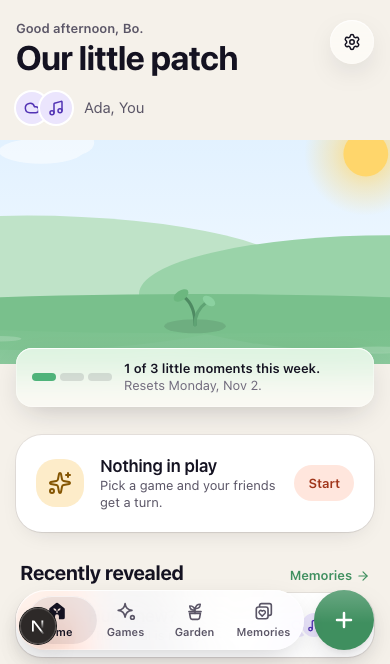 Good afternoon, Bo.
Our little patch
Ada, You
1 of 3 little moments this week.
Resets Monday, Nov 2.
Nothing in play
Pick a game and your friends
get a turn.
Start
Recently revealed
Memories →
N
Games
Garden
Memories